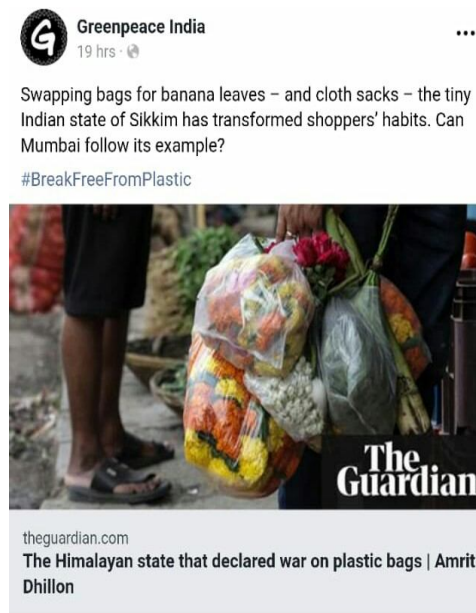 G
Greenpeace India
19 hrs ·
Swapping bags for banana leaves – and cloth sacks – the tiny
Indian state of Sikkim has transformed shoppers' habits. Can
Mumbai follow its example?
#BreakFreeFromPlastic
The
Guardian
theguardian.com
The Himalayan state that declared war on plastic bags | Amrit
Dhillon